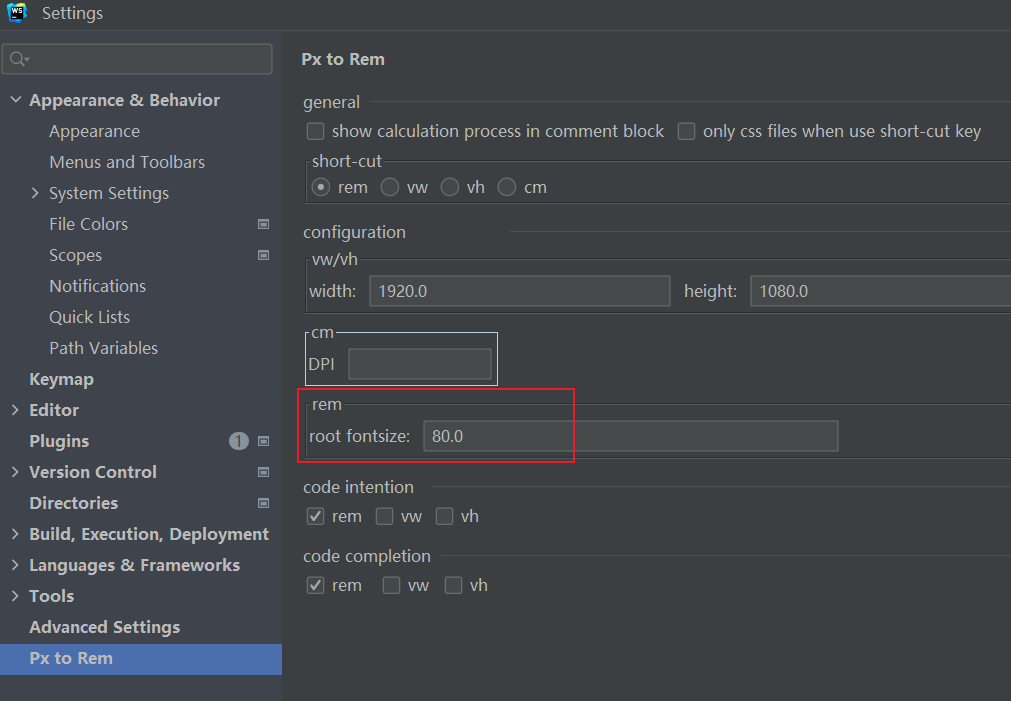 WS Settings
Appearance & Behavior
Appearance
Menus and Toolbars
System Settings
File Colors
Scopes
Notifications
Quick Lists
Path Variables
Keymap
Editor
Plugins 1
Version Control
Directories
Build, Execution, Deployment
Languages & Frameworks
Tools
Advanced Settings
Px to Rem
Px to Rem
general
show calculation process in comment block only css files when use short-cut key
short-cut
rem vw vh cm
configuration
vw/vh
width: 1920.0 height: 1080.0
cm
DPI
rem
root fontsize: 80.0
code intention
rem vw vh
code completion
rem vw vh